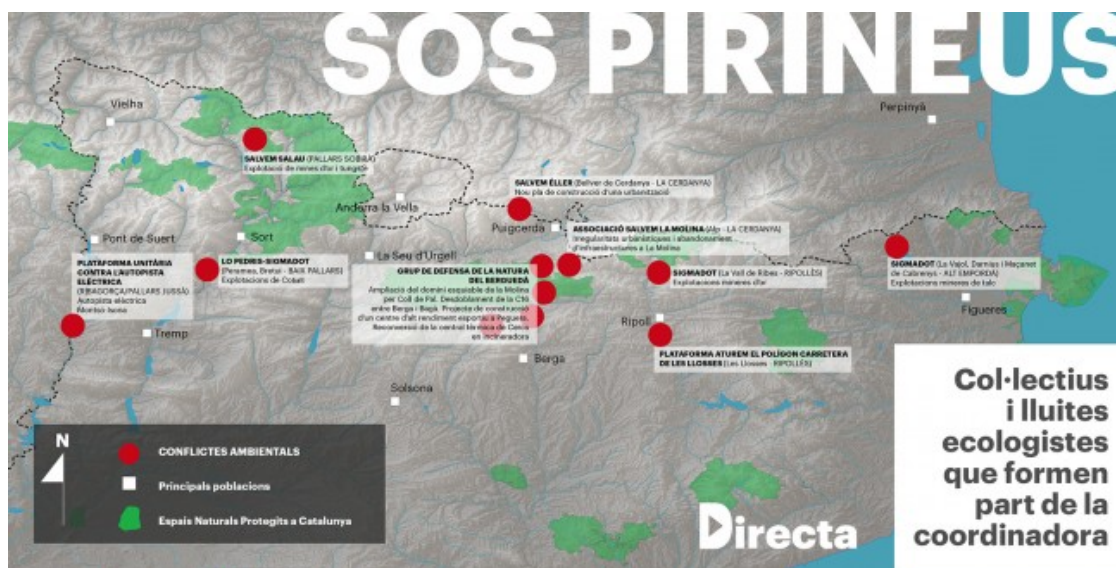 SOS PIRINEUS
Vielha
Perpinyà
SALVEM SALAU (PALLARS SOBIRÀ)
Explotació de mines d'or i tungstè
SALVEM ÉLLER (Bellver de Cerdanya - LA CERDANYA)
Nou pla de construcció d'una urbanització
Andorra la Vella
Puigcerdà
ASSOCIACIÓ SALVEM LA MOLINA (Alp - LA CERDANYA)
Irregularitats urbanístiques i abandonament
d'infraestructures a La Molina
Pont de Suert
Sort
La Seu d'Urgell
PLATAFORMA UNITÀRIA
CONTRA L'AUTOPISTA
ELÈCTRICA
(RIBAGORÇA/PALLARS JUSSÀ)
Autopista elèctrica
Montsó Isona
LO PEDRES-SIGMADOT
(Peramea, Bretui - BAIX PALLARS)
Explotacions de Cobalt
GRUP DE DEFENSA DE LA NATURA
DEL BERGUEDÀ
Ampliació del domini esquiable de la Molina
per Coll de Pal. Desdoblament de la C16
entre Berga i Bagà. Projecte de construcció
d'un centre d'alt rendiment esportiu a Peguera.
Reconversió de la central tèrmica de Cercs
en incineradora
SIGMADOT (La Vall de Ribes - RIPOLLÈS)
Explotacions mineres d'or
SIGMADOT (La Vajol, Darnius i Maçanet
de Cabrenys - ALT EMPORDÀ)
Explotacions mineres de talc
Figueres
Tremp
Ripoll
PLATAFORMA ATUREM EL POLÍGON CARRETERA
DE LES LLOSSES (Les Llosses - RIPOLLÈS)
Berga
Solsona
N
CONFLICTES AMBIENTALS
Principals poblacions
Espais Naturals Protegits a Catalunya
Directa
Col·lectius
i lluites
ecologistes
que formen
part de la
coordinadora